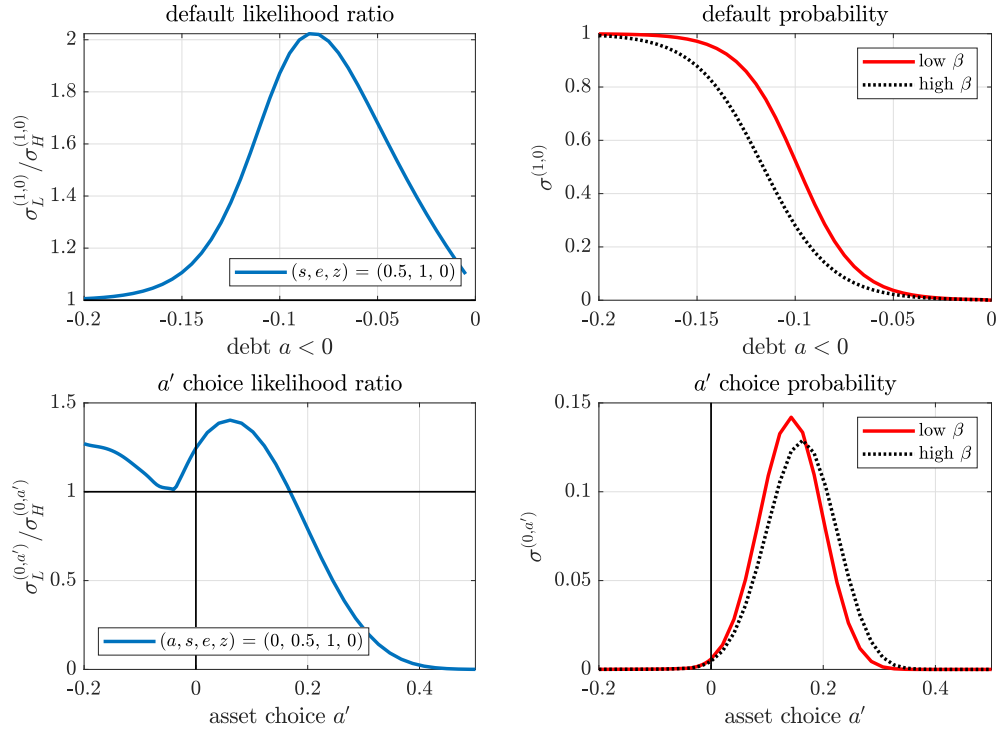 default likelihood ratio
2
1.8
1.6
1.4
1.2
1
σ_L^(1,0)/σ_H^(1,0)
(s, e, z) = (0.5, 1, 0)
-0.2 -0.15 -0.1 -0.05 0
debt a < 0
default probability
1
0.8
0.6
0.4
0.2
0
σ^(1,0)
low β
high β
-0.2 -0.15 -0.1 -0.05 0
debt a < 0
a′ choice likelihood ratio
1.5
1
0.5
0
σ_L^(0,a′)/σ_H^(0,a′)
(a, s, e, z) = (0, 0.5, 1, 0)
-0.2 0 0.2 0.4
asset choice a′
a′ choice probability
0.15
0.1
0.05
0
σ^(0,a′)
low β
high β
-0.2 0 0.2 0.4
asset choice a′